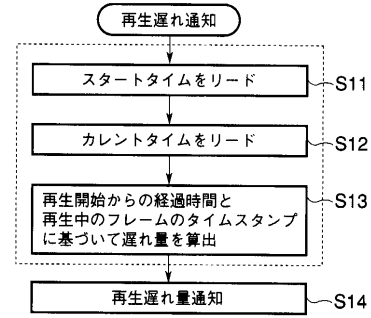 再生遅れ通知
スタートタイムをリード
S11
カレントタイムをリード
S12
再生開始からの経過時間と
再生中のフレームのタイムスタンプ
に基づいて遅れ量を算出
S13
再生遅れ量通知
S14